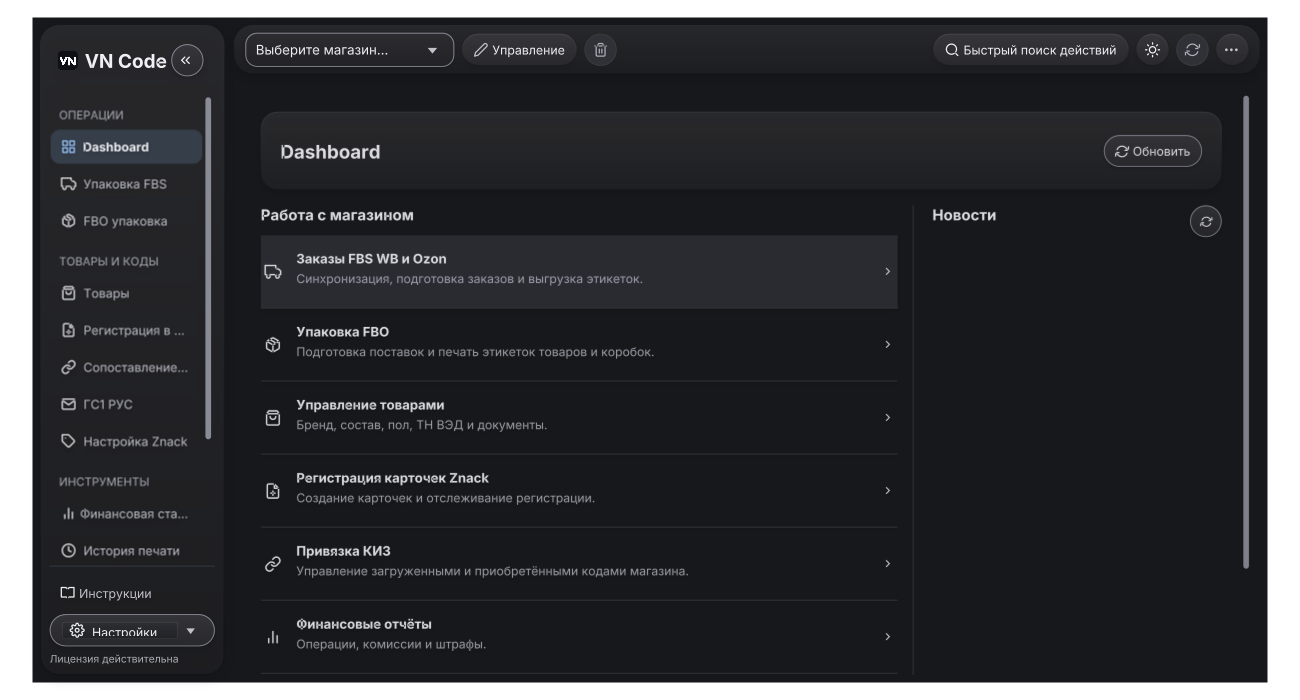 VN VN Code «
Выберите магазин...
Управление
Быстрый поиск действий
ОПЕРАЦИИ
Dashboard
Упаковка FBS
FBO упаковка
ТОВАРЫ И КОДЫ
Товары
Регистрация в ...
Сопоставление...
ГС1 РУС
Настройка Znack
ИНСТРУМЕНТЫ
Финансовая ста...
История печати
Инструкции
Настройки
Лицензия действительна
Dashboard
Обновить
Работа с магазином
Заказы FBS WB и Ozon
Синхронизация, подготовка заказов и выгрузка этикеток.
Упаковка FBO
Подготовка поставок и печать этикеток товаров и коробок.
Управление товарами
Бренд, состав, пол, ТН ВЭД и документы.
Регистрация карточек Znack
Создание карточек и отслеживание регистрации.
Привязка КИЗ
Управление загруженными и приобретёнными кодами магазина.
Финансовые отчёты
Операции, комиссии и штрафы.
Новости